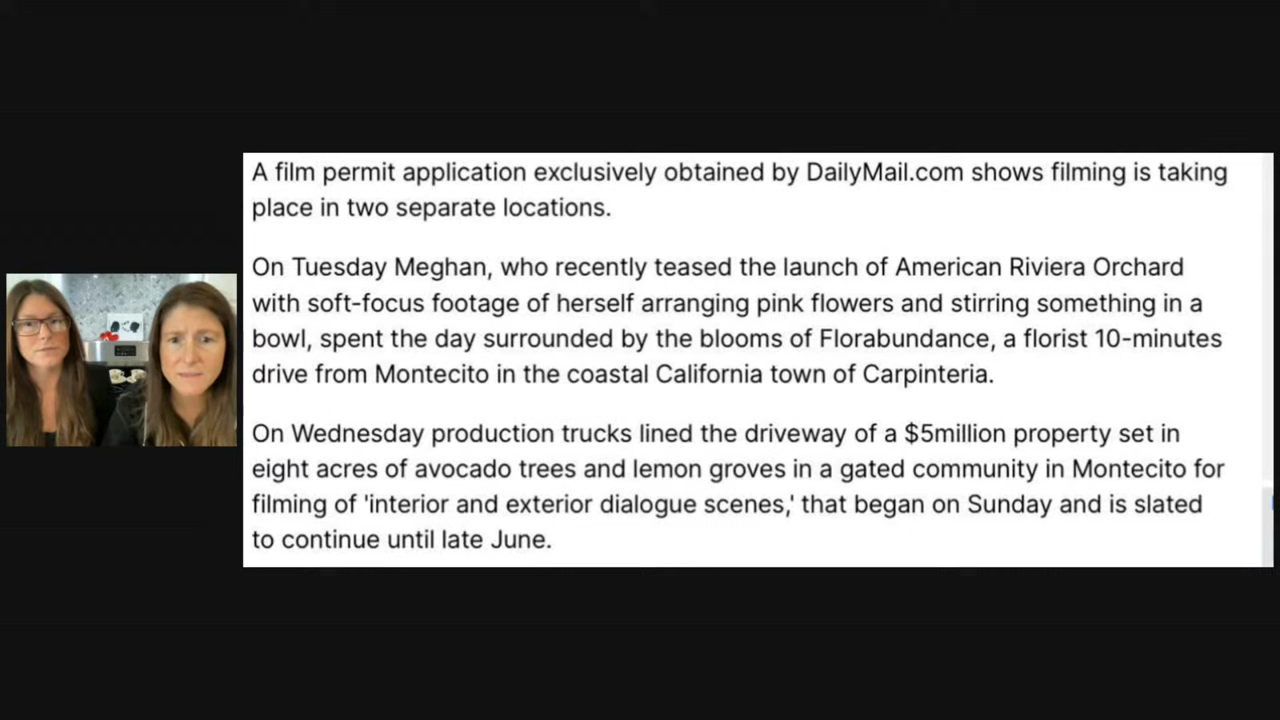 A film permit application exclusively obtained by DailyMail.com shows filming is taking
place in two separate locations.
On Tuesday Meghan, who recently teased the launch of American Riviera Orchard
with soft-focus footage of herself arranging pink flowers and stirring something in a
bowl, spent the day surrounded by the blooms of Florabundance, a florist 10-minutes
drive from Montecito in the coastal California town of Carpinteria.
On Wednesday production trucks lined the driveway of a $5million property set in
eight acres of avocado trees and lemon groves in a gated community in Montecito for
filming of 'interior and exterior dialogue scenes,' that began on Sunday and is slated
to continue until late June.